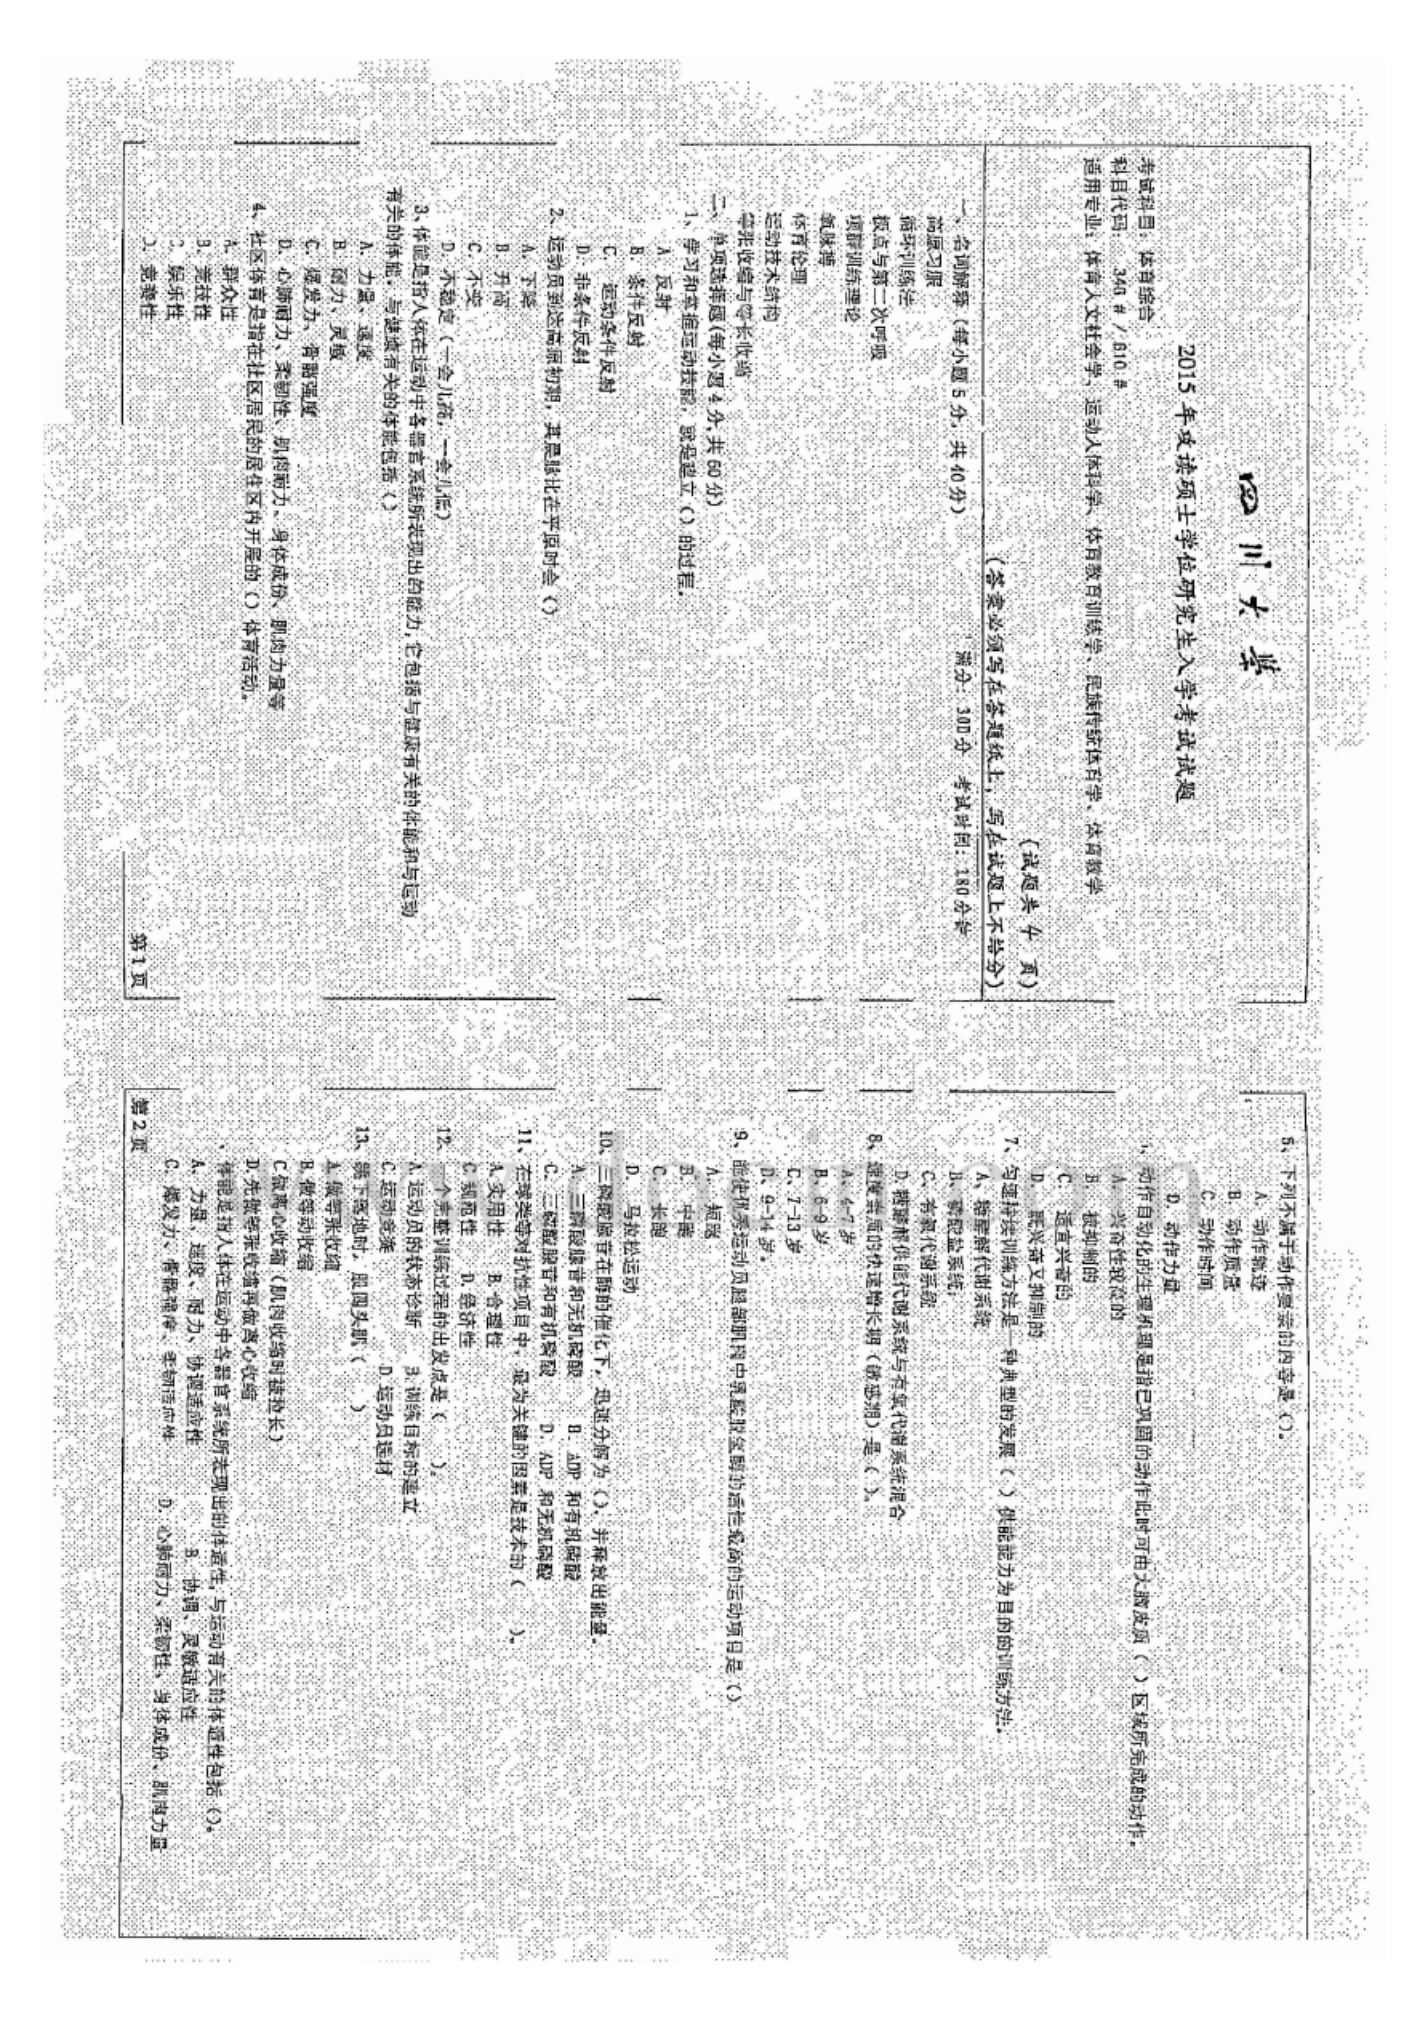 四川大学
2015年攻读硕士学位研究生入学考试试题
考试科目:体育综合
科目代码: 346#/610#
适用专业:体育人文社会学、运动人体科学、体育教育训练学、民族传统体育学、体育教学
(试题共 4 页)
(答案必须写在答题纸上,写在试题上不给分)
满分:300分 考试时间:180分钟
一、名词解释(每小题5分,共40分)
高原习服
循环训练法
极点与第二次呼吸
项群训练理论
氧脉搏
体育伦理
运动技术结构
等张收缩与等长收缩
二、单项选择题(每小题4分,共60分)
1、学习和掌握运动技能,就是建立()的过程。
A 反射
B 条件反射
C 运动条件反射
D 非条件反射
2、运动员到达高原初期,其晨脉比在平原时会()
A、下降
B、升高
C、不变
D、不稳定(一会儿高,一会儿低)
3、体能是指人体在运动中各器官系统所表现出的能力,它包括与健康有关的体能和与运动
有关的体能。与健康有关的体能包括()
A. 力量、速度
B. 耐力、灵敏
C. 爆发力、骨骼强度
D. 心肺耐力、柔韧性、肌肉耐力、身体成份、肌肉力量等
4、社区体育是指在社区居民的居住区内开展的()体育活动。
A. 群众性
B. 竞技性
C. 娱乐性
D. 竞赛性
第1页
5、下列不属于动作要素的内容是()。
A. 动作轨迹
B 动作质量
C. 动作时间
D. 动作力量
、动作自动化的生理机理是指已巩固的动作此时可由大脑皮质()区域所完成的动作。
A. 兴奋性较低的
B. 被抑制的
C. 适宜兴奋的
D. 既兴奋又抑制的
7、匀速持续训练方法是一种典型的发展()供能能力为目的的训练方法。
A. 糖酵解代谢系统
B. 磷酸盐系统
C. 有氧代谢系统
D.糖酵解供能代谢系统与有氧代谢系统混合
8、速度素质的快速增长期(敏感期)是()。
A. 4-7岁
B. 6-9岁
C. 7-13岁
D. 9-14岁。
9、能使优秀运动员腿部肌肉中乳酸脱氢酶的活性最高的运动项目是()
A、短跑
B、中跑
C、长跑
D、马拉松运动
10、三磷酸腺苷在酶的催化下,迅速分解为(),并释放出能量。
A. 三磷酸腺苷和无机磷酸 B. ADP 和有机磷酸
C. 三磷酸腺苷和有机磷酸 D. ADP 和无机磷酸
11、在球类等对抗性项目中,最为关键的因素是技术的( )。
A.实用性 B.合理性
C.规范性 D.经济性
12、一个完整训练过程的出发点是( )。
A.运动员的状态诊断 B.训练目标的建立
C.运动竞赛 D.运动员选材
13、跳下落地时,股四头肌( )
A.做等张收缩
B.做等动收缩
C.做离心收缩(肌肉收缩时被拉长)
D.先做等张收缩再做离心收缩
、体能是指人体在运动中各器官系统所表现出的体适性,与运动有关的体适性包括()。
A. 力量、速度、耐力、协调适应性 B. 协调、灵敏适应性
C. 爆发力、骨骼强度、柔韧适应性 D. 心肺耐力、柔韧性、身体成份、肌肉力量
第2页